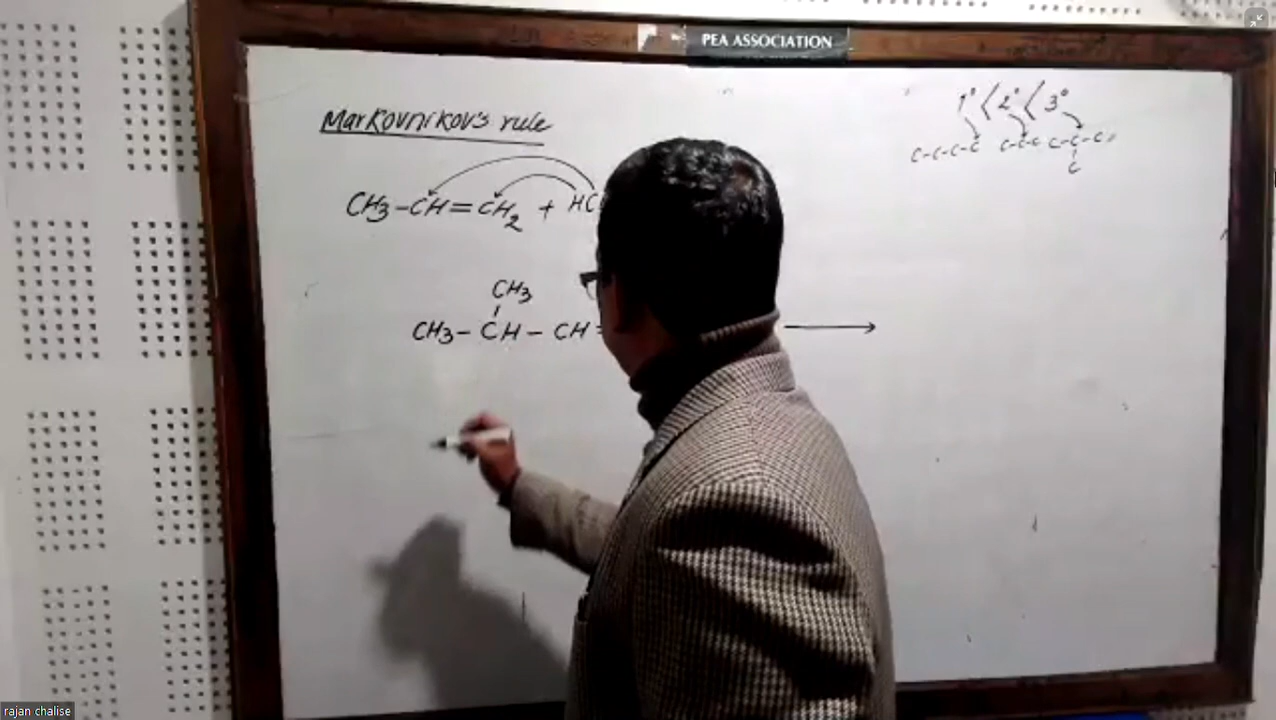 PEA ASSOCIATION
Markovnikov's rule
1° < 2° < 3°
C-C-C-C C-C-C C-C-C
C
CH3-CH=CH2 + HC
CH3
CH3-CH-CH=
rajan chalise